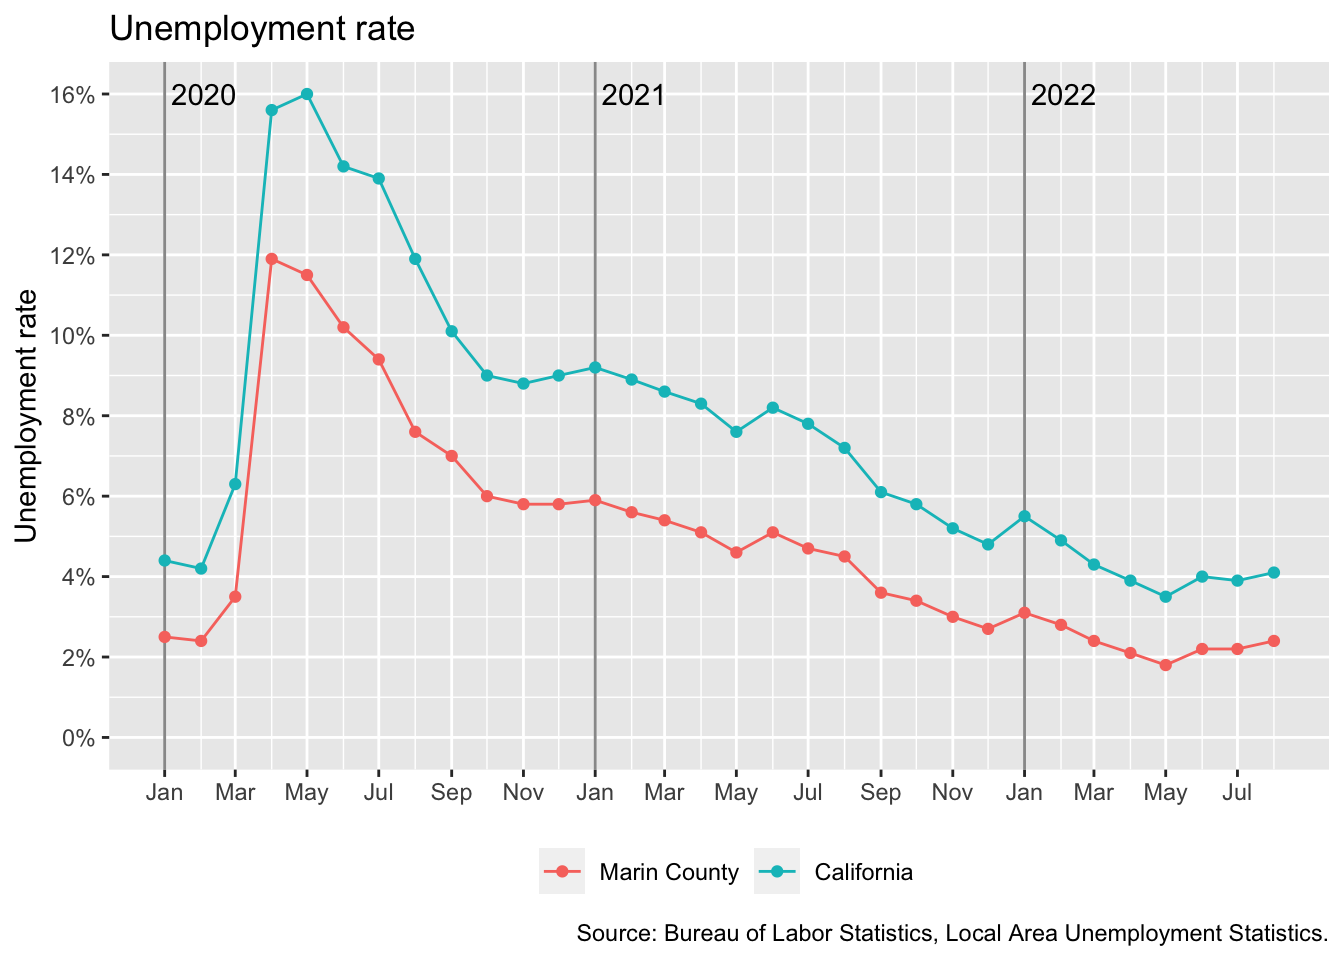 Unemployment rate
2020 2021 2022
16%
14%
12%
10%
8%
6%
4%
2%
0%
Unemployment rate
Jan Mar May Jul Sep Nov Jan Mar May Jul Sep Nov Jan Mar May Jul
Marin County California
Source: Bureau of Labor Statistics, Local Area Unemployment Statistics.